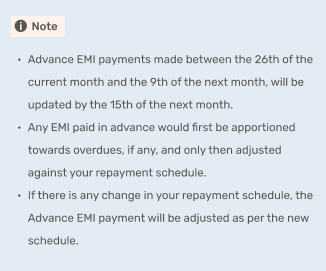 Note
• Advance EMI payments made between the 26th of the
current month and the 9th of the next month, will be
updated by the 15th of the next month.
• Any EMI paid in advance would first be apportioned
towards overdues, if any, and only then adjusted
against your repayment schedule.
• If there is any change in your repayment schedule, the
Advance EMI payment will be adjusted as per the new
schedule.